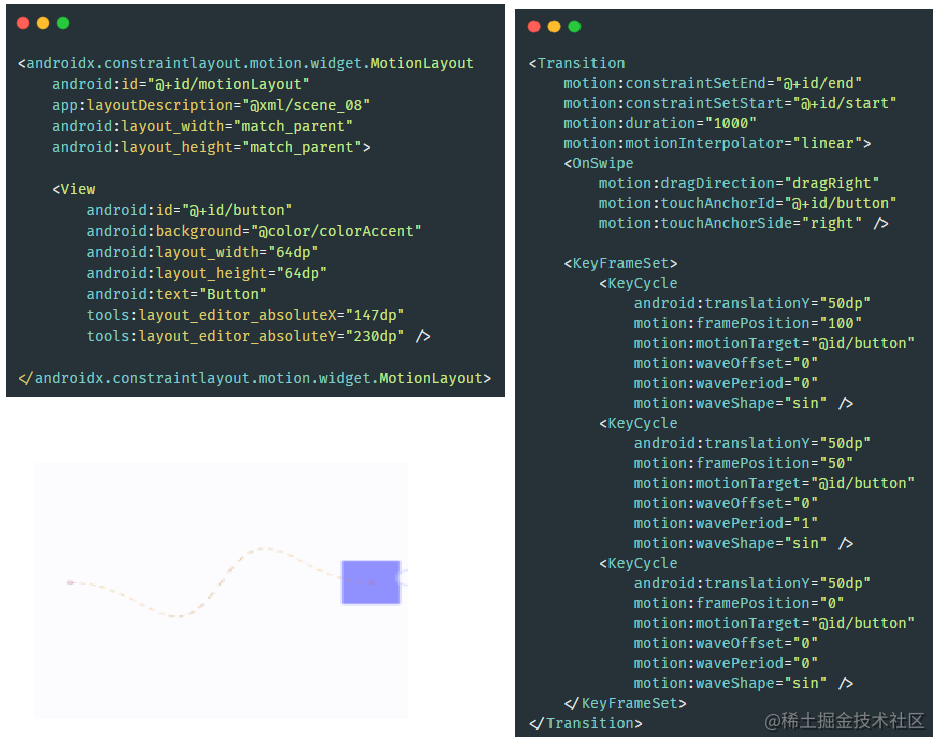 <androidx.constraintlayout.motion.widget.MotionLayout
android:id="@+id/motionLayout"
app:layoutDescription="@xml/scene_08"
android:layout_width="match_parent"
android:layout_height="match_parent">
<View
android:id="@+id/button"
android:background="@color/colorAccent"
android:layout_width="64dp"
android:layout_height="64dp"
android:text="Button"
tools:layout_editor_absoluteX="147dp"
tools:layout_editor_absoluteY="230dp" />
</androidx.constraintlayout.motion.widget.MotionLayout>
<Transition
motion:constraintSetEnd="@+id/end"
motion:constraintSetStart="@+id/start"
motion:duration="1000"
motion:motionInterpolator="linear">
<OnSwipe
motion:dragDirection="dragRight"
motion:touchAnchorId="@+id/button"
motion:touchAnchorSide="right" />
<KeyFrameSet>
<KeyCycle
android:translationY="50dp"
motion:framePosition="100"
motion:motionTarget="@id/button"
motion:waveOffset="0"
motion:wavePeriod="0"
motion:waveShape="sin" />
<KeyCycle
android:translationY="50dp"
motion:framePosition="50"
motion:motionTarget="@id/button"
motion:waveOffset="0"
motion:wavePeriod="1"
motion:waveShape="sin" />
<KeyCycle
android:translationY="50dp"
motion:framePosition="0"
motion:motionTarget="@id/button"
motion:waveOffset="0"
motion:wavePeriod="0"
motion:waveShape="sin" />
</KeyFrameSet>
</Transition>
@稀土掘金技术社区